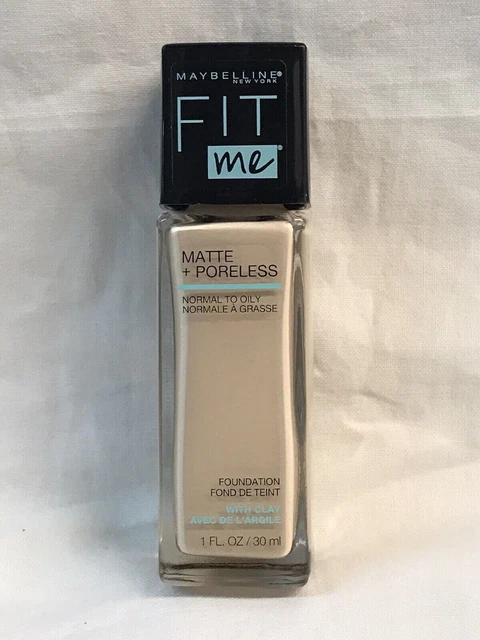 MAYBELLINE®
NEW YORK
FIT
me®
MATTE
+ PORELESS
NORMAL TO OILY
NORMALE À GRASSE
FOUNDATION
FOND DE TEINT
WITH CLAY
AVEC DE L'ARGILE
1 FL. OZ / 30 ml